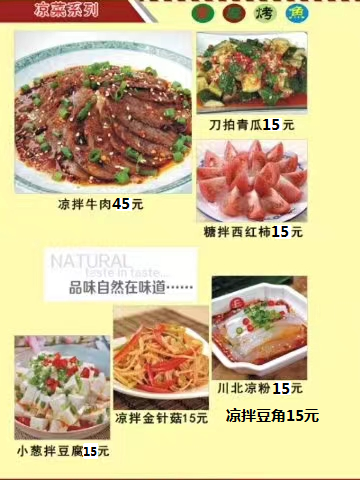 凉菜系列
烤 魚
刀拍青瓜15元
凉拌牛肉45元
糖拌西红柿15元
NATURAL
taste in taste....
品味自然在味道······
川北凉粉15元
凉拌金针菇15元
凉拌豆角15元
小葱拌豆腐15元